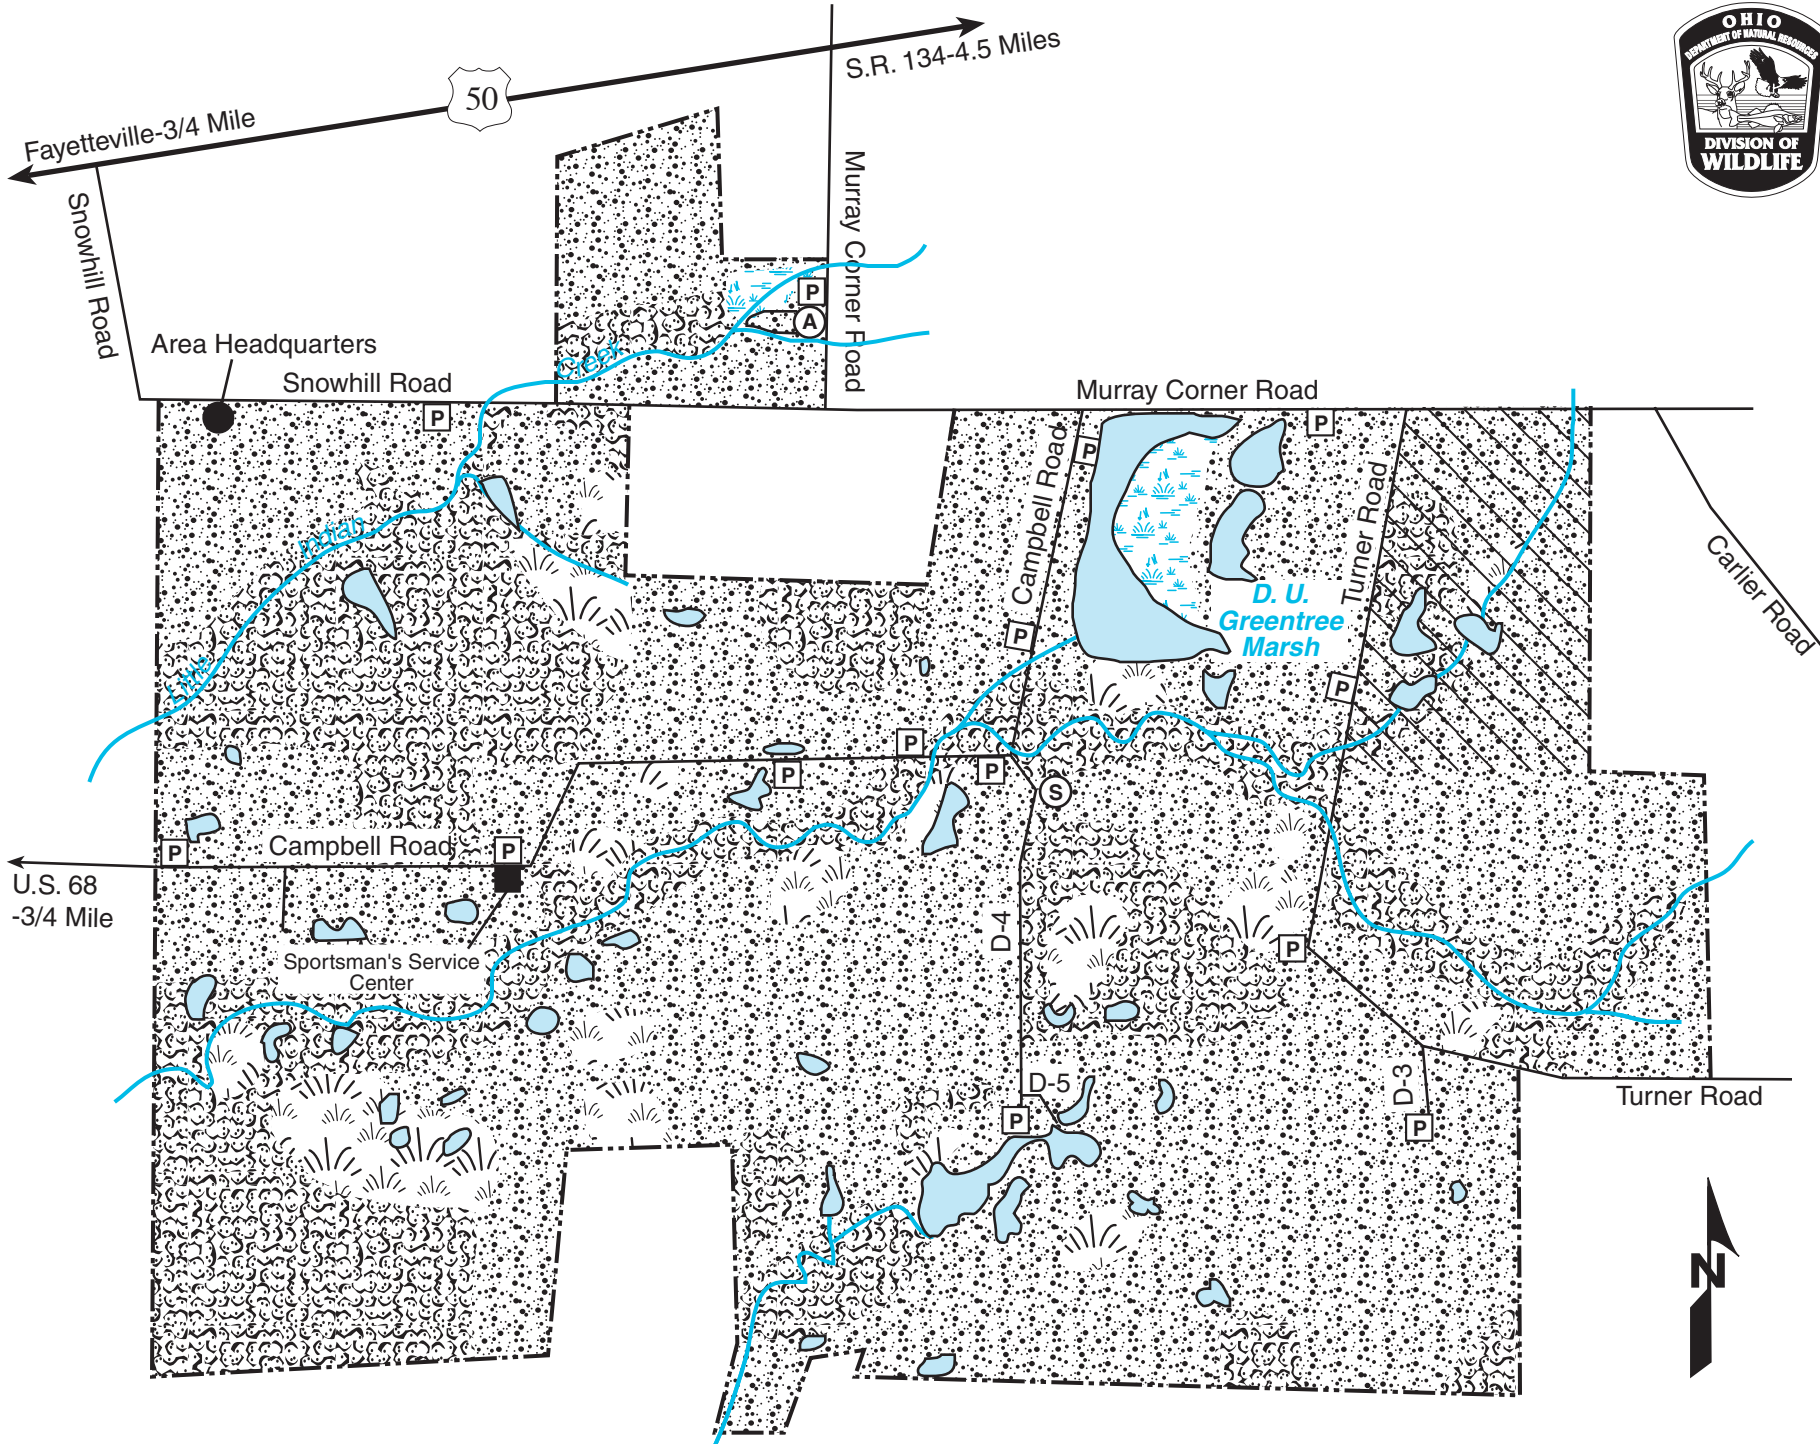 OHIO
DEPARTMENT OF NATURAL RESOURCES
DIVISION OF
WILDLIFE
S.R. 134-4.5 Miles
50
Fayetteville-3/4 Mile
Snowhill Road
Murray Corner Road
P
A
Area Headquarters
Snowhill Road
Creek
P
Murray Corner Road
P
P
Campbell Road
Turner Road
Carlier Road
Indian
Little
D. U.
Greentree
Marsh
P
P
P
P
P
S
P
Campbell Road
P
U.S. 68
-3/4 Mile
Sportsman's Service
Center
D-4
P
D-5
P
D-3
P
Turner Road
N